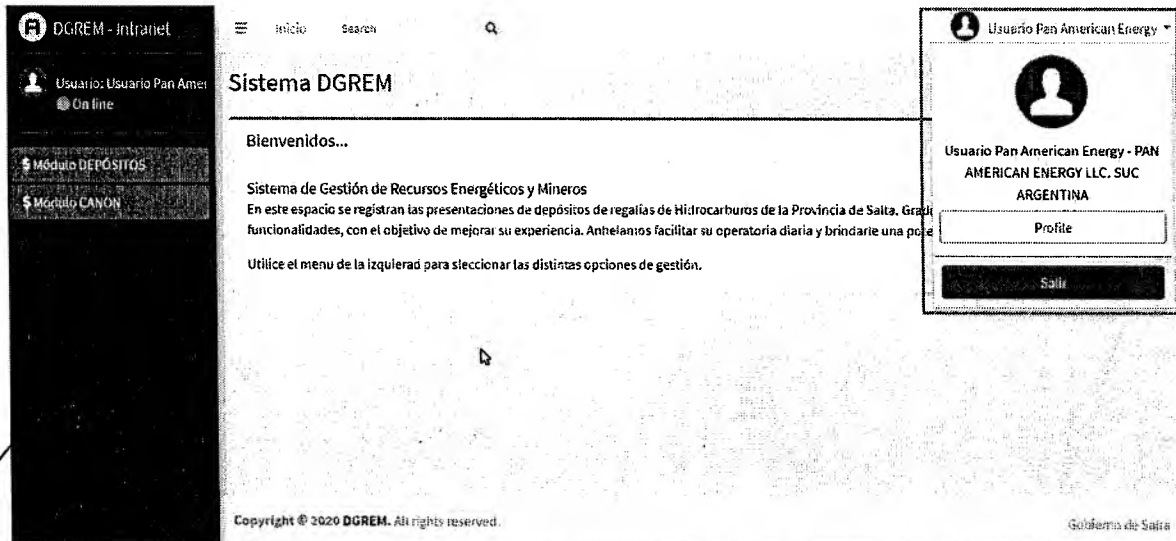 DGREM - Intranet
Inicio
Search
Usuario Pan American Energy
Usuario: Usuario Pan Amer
On line
$ Módulo DEPÓSITOS
$ Módulo CANON
Sistema DGREM
Bienvenidos...
Sistema de Gestión de Recursos Energéticos y Mineros
En este espacio se registran las presentaciones de depósitos de regalías de Hidrocarburos de la Provincia de Salta. Grad
funcionalidades, con el objetivo de mejorar su experiencia. Anhelamos facilitar su operatoria diaria y brindarle una
Utilice el menu de la izquierad para sleccionar las distintas opciones de gestión.
Usuario Pan American Energy - PAN
AMERICAN ENERGY LLC. SUC
ARGENTINA
Profile
Salir
Copyright © 2020 DGREM. All rights reserved.
Gobierno de Salta